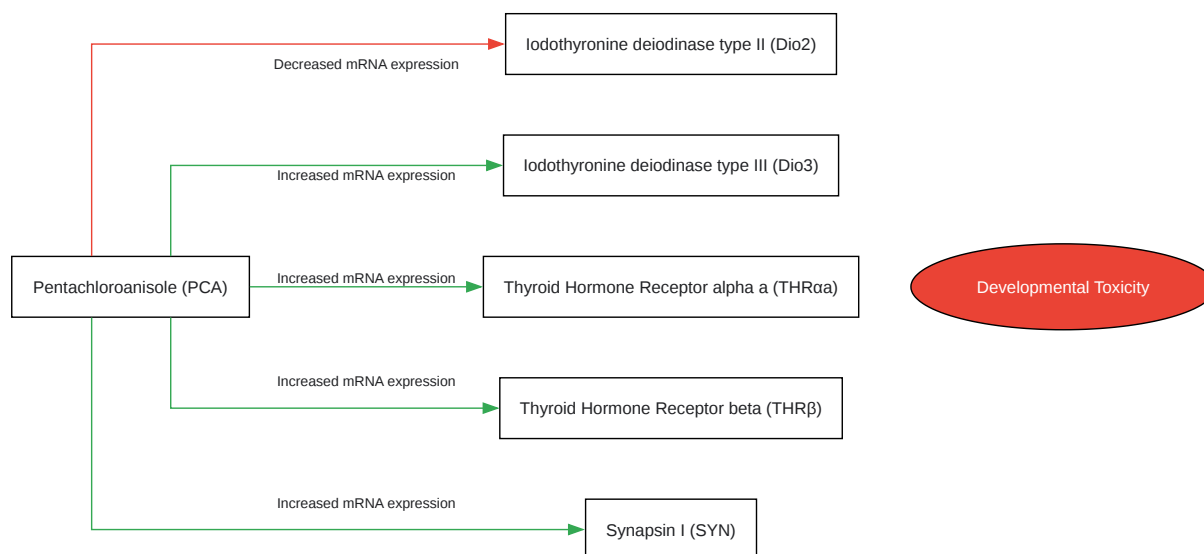 Iodothyronine deiodinase type II (Dio2)
Decreased mRNA expression
Iodothyronine deiodinase type III (Dio3)
Increased mRNA expression
Pentachloroanisole (PCA)
Increased mRNA expression
Thyroid Hormone Receptor alpha a (THRαa)
Developmental Toxicity
Increased mRNA expression
Thyroid Hormone Receptor beta (THRβ)
Increased mRNA expression
Synapsin I (SYN)